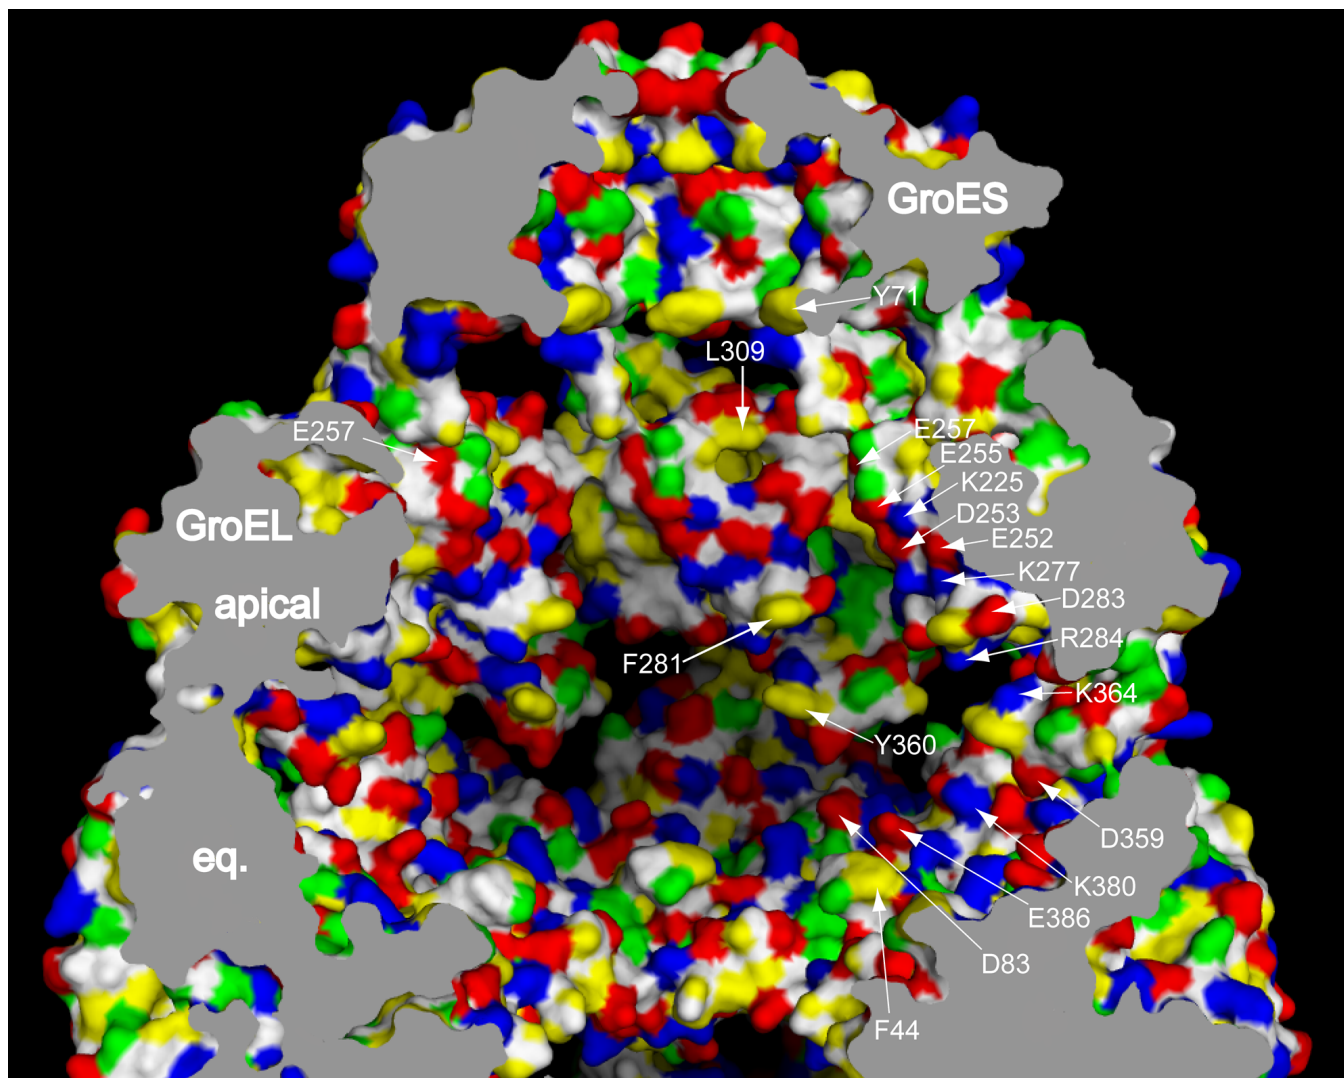 GroES
Y71
L309
E257
E257
E255
K225
GroEL
D253
E252
K277
apical
D283
R284
F281
K364
Y360
D359
eq.
K380
E386
D83
F44